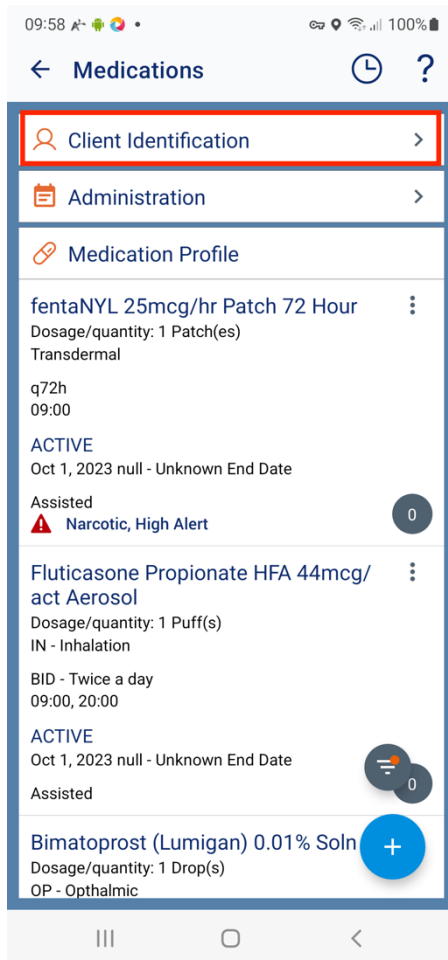 09:58
100%
Medications
?
Client Identification
Administration
Medication Profile
fentaNYL 25mcg/hr Patch 72 Hour
Dosage/quantity: 1 Patch(es)
Transdermal
q72h
09:00
ACTIVE
Oct 1, 2023 null - Unknown End Date
Assisted
0
Narcotic, High Alert
Fluticasone Propionate HFA 44mcg/
act Aerosol
Dosage/quantity: 1 Puff(s)
IN - Inhalation
BID - Twice a day
09:00, 20:00
ACTIVE
Oct 1, 2023 null - Unknown End Date
Assisted
0
Bimatoprost (Lumigan) 0.01% Soln
Dosage/quantity: 1 Drop(s)
OP - Opthalmic